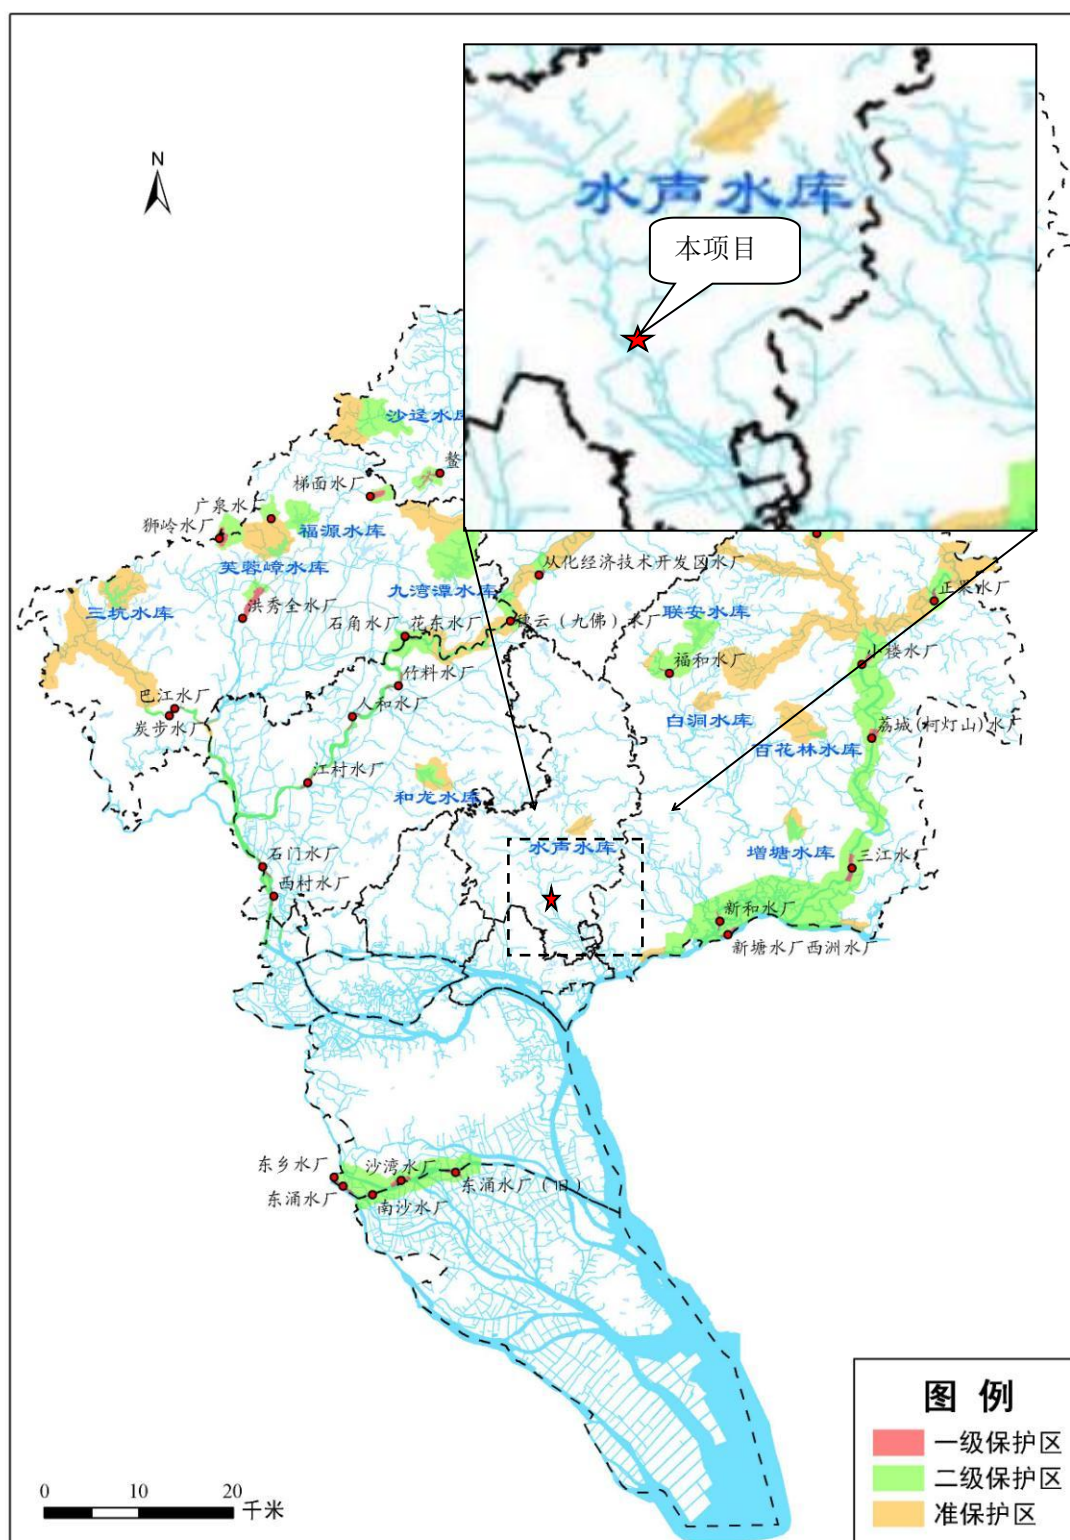 水声水库
本项目
N
沙迳水库
鳌
梯面水厂
广泉水厂
狮岭水厂
福源水库
芙蓉嶂水库
从化经济技术开发区水厂
九湾潭水库
三坑水库
洪秀全水厂
联安水库
正果水厂
石角水厂
花东水厂
穗云（九佛）水厂
小楼水厂
福和水厂
竹料水厂
巴江水厂
人和水厂
白洞水库
炭步水厂
荔城(柯灯山)水厂
百花林水库
江村水厂
和龙水库
水声水库
增塘水库
石门水厂
三江水厂
西村水厂
新和水厂
新塘水厂西洲水厂
东乡水厂
沙湾水厂
东涌水厂（旧）
东涌水厂
南沙水厂
图 例
一级保护区
二级保护区
准保护区
0 10 20
千米